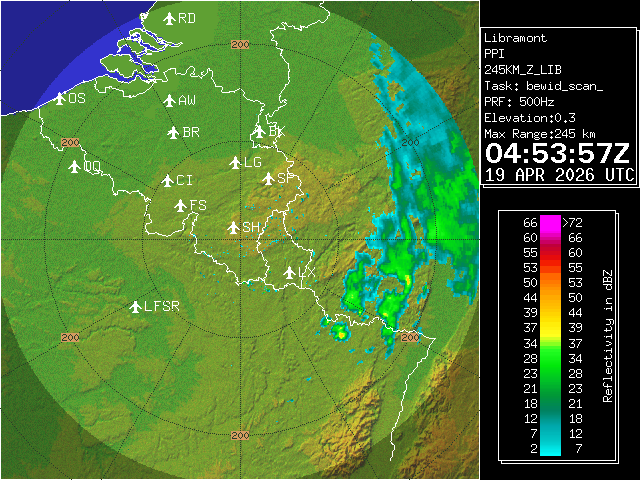 Libramont
PPI
245KM_Z_LIB
Task: bewid_scan_
PRF: 500Hz
Elevation:0.3
Max Range:245 km
04:53:57Z
19 APR 2026 UTC
RD
200
OS
AW
BR
BK
200
200
QQ
LG
CI
SP
FS
SH
LX
LFSR
200
200
200
66 >72
60 66
55 60
53 55
50 53
44 50
39 44
37 39
34 37
28 34
23 28
21 23
18 21
12 18
7 12
2 7
Reflectivity in dBZ